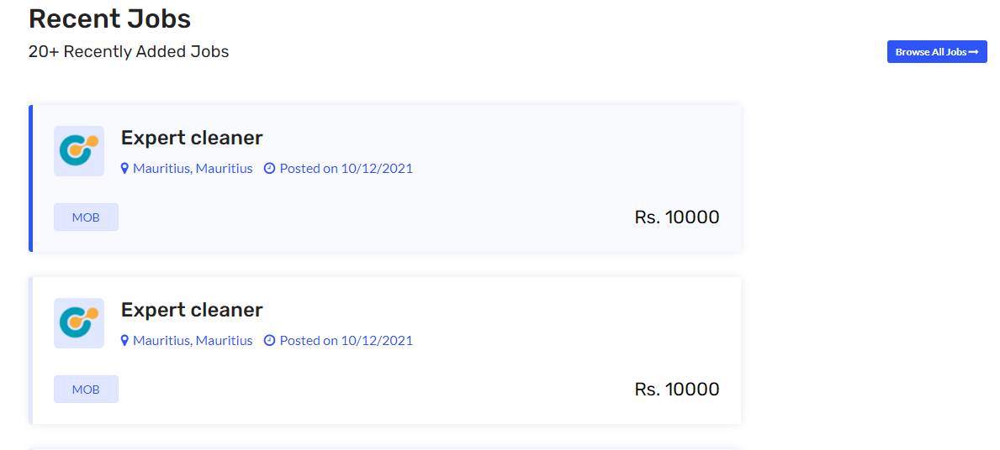 Recent Jobs
20+ Recently Added Jobs
Browse All Jobs
Expert cleaner
Mauritius, Mauritius Posted on 10/12/2021
MOB
Rs. 10000
Expert cleaner
Mauritius, Mauritius Posted on 10/12/2021
MOB
Rs. 10000